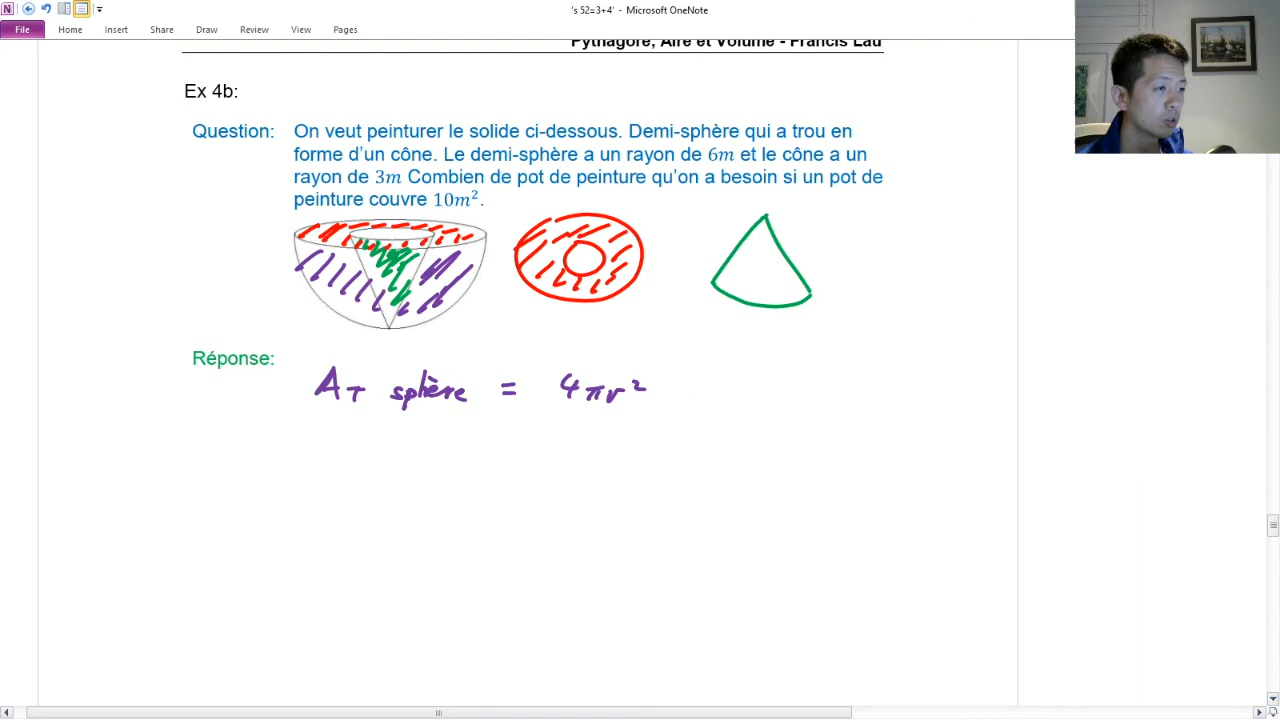 's 52=3+4' - Microsoft OneNote
File Home Insert Share Draw Review View Pages
Pythagore, Aire et Volume - Francis Lau
Ex 4b:
Question: On veut peinturer le solide ci-dessous. Demi-sphère qui a trou en
forme d'un cône. Le demi-sphère a un rayon de 6m et le cône a un
rayon de 3m Combien de pot de peinture qu'on a besoin si un pot de
peinture couvre 10m².
Réponse:
AT sphère = 4πr²